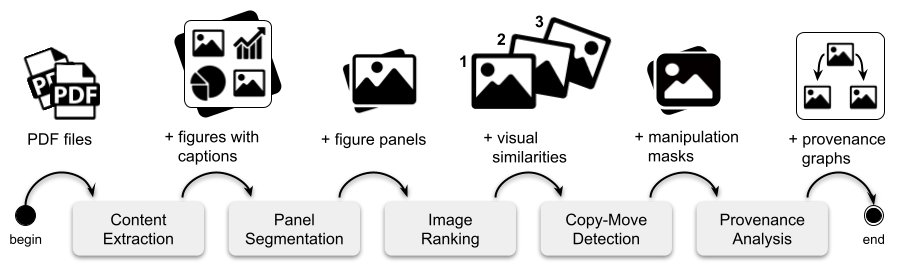 1
2
3
PDF
PDF
PDF files
+ figures with
captions
+ figure panels
+ visual
similarities
+ manipulation
masks
+ provenance
graphs
begin
Content
Extraction
Panel
Segmentation
Image
Ranking
Copy-Move
Detection
Provenance
Analysis
end